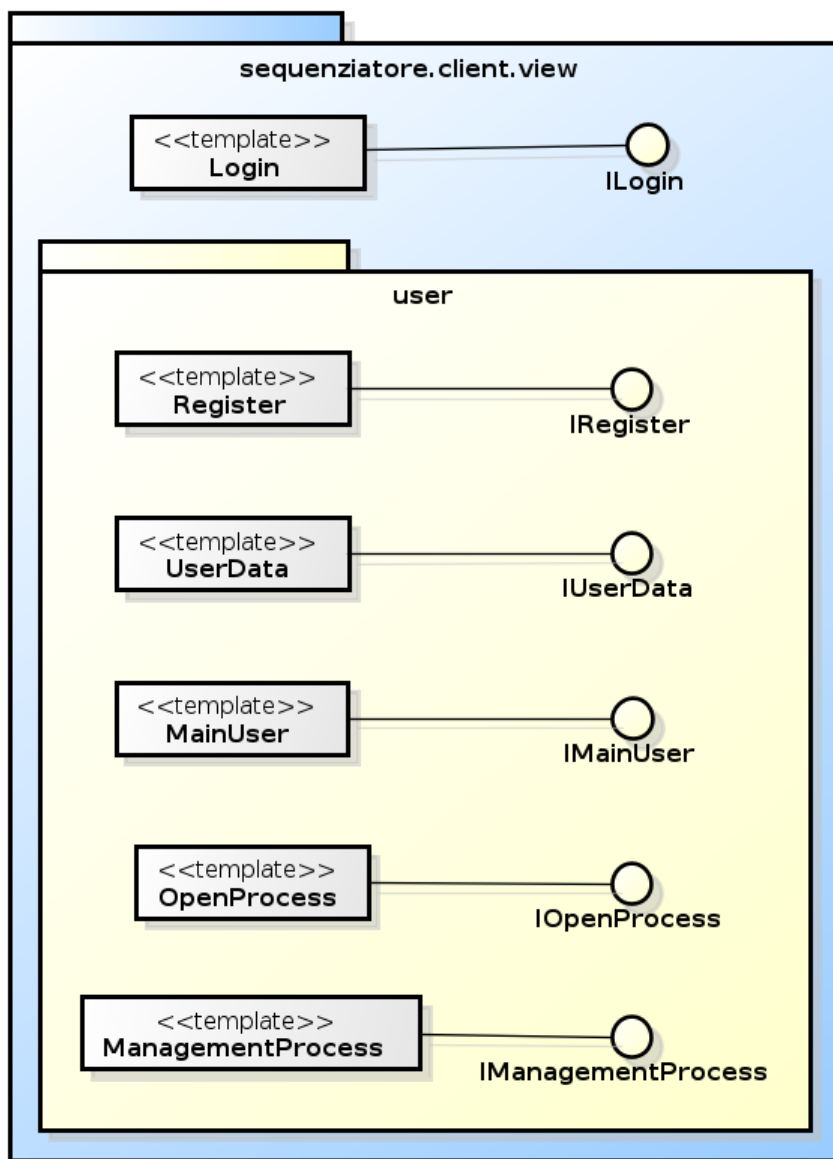 sequenziatore.client.view
<<template>>
Login
ILogin
user
<<template>>
Register
IRegister
<<template>>
UserData
IUserData
<<template>>
MainUser
IMainUser
<<template>>
OpenProcess
IOpenProcess
<<template>>
ManagementProcess
IManagementProcess